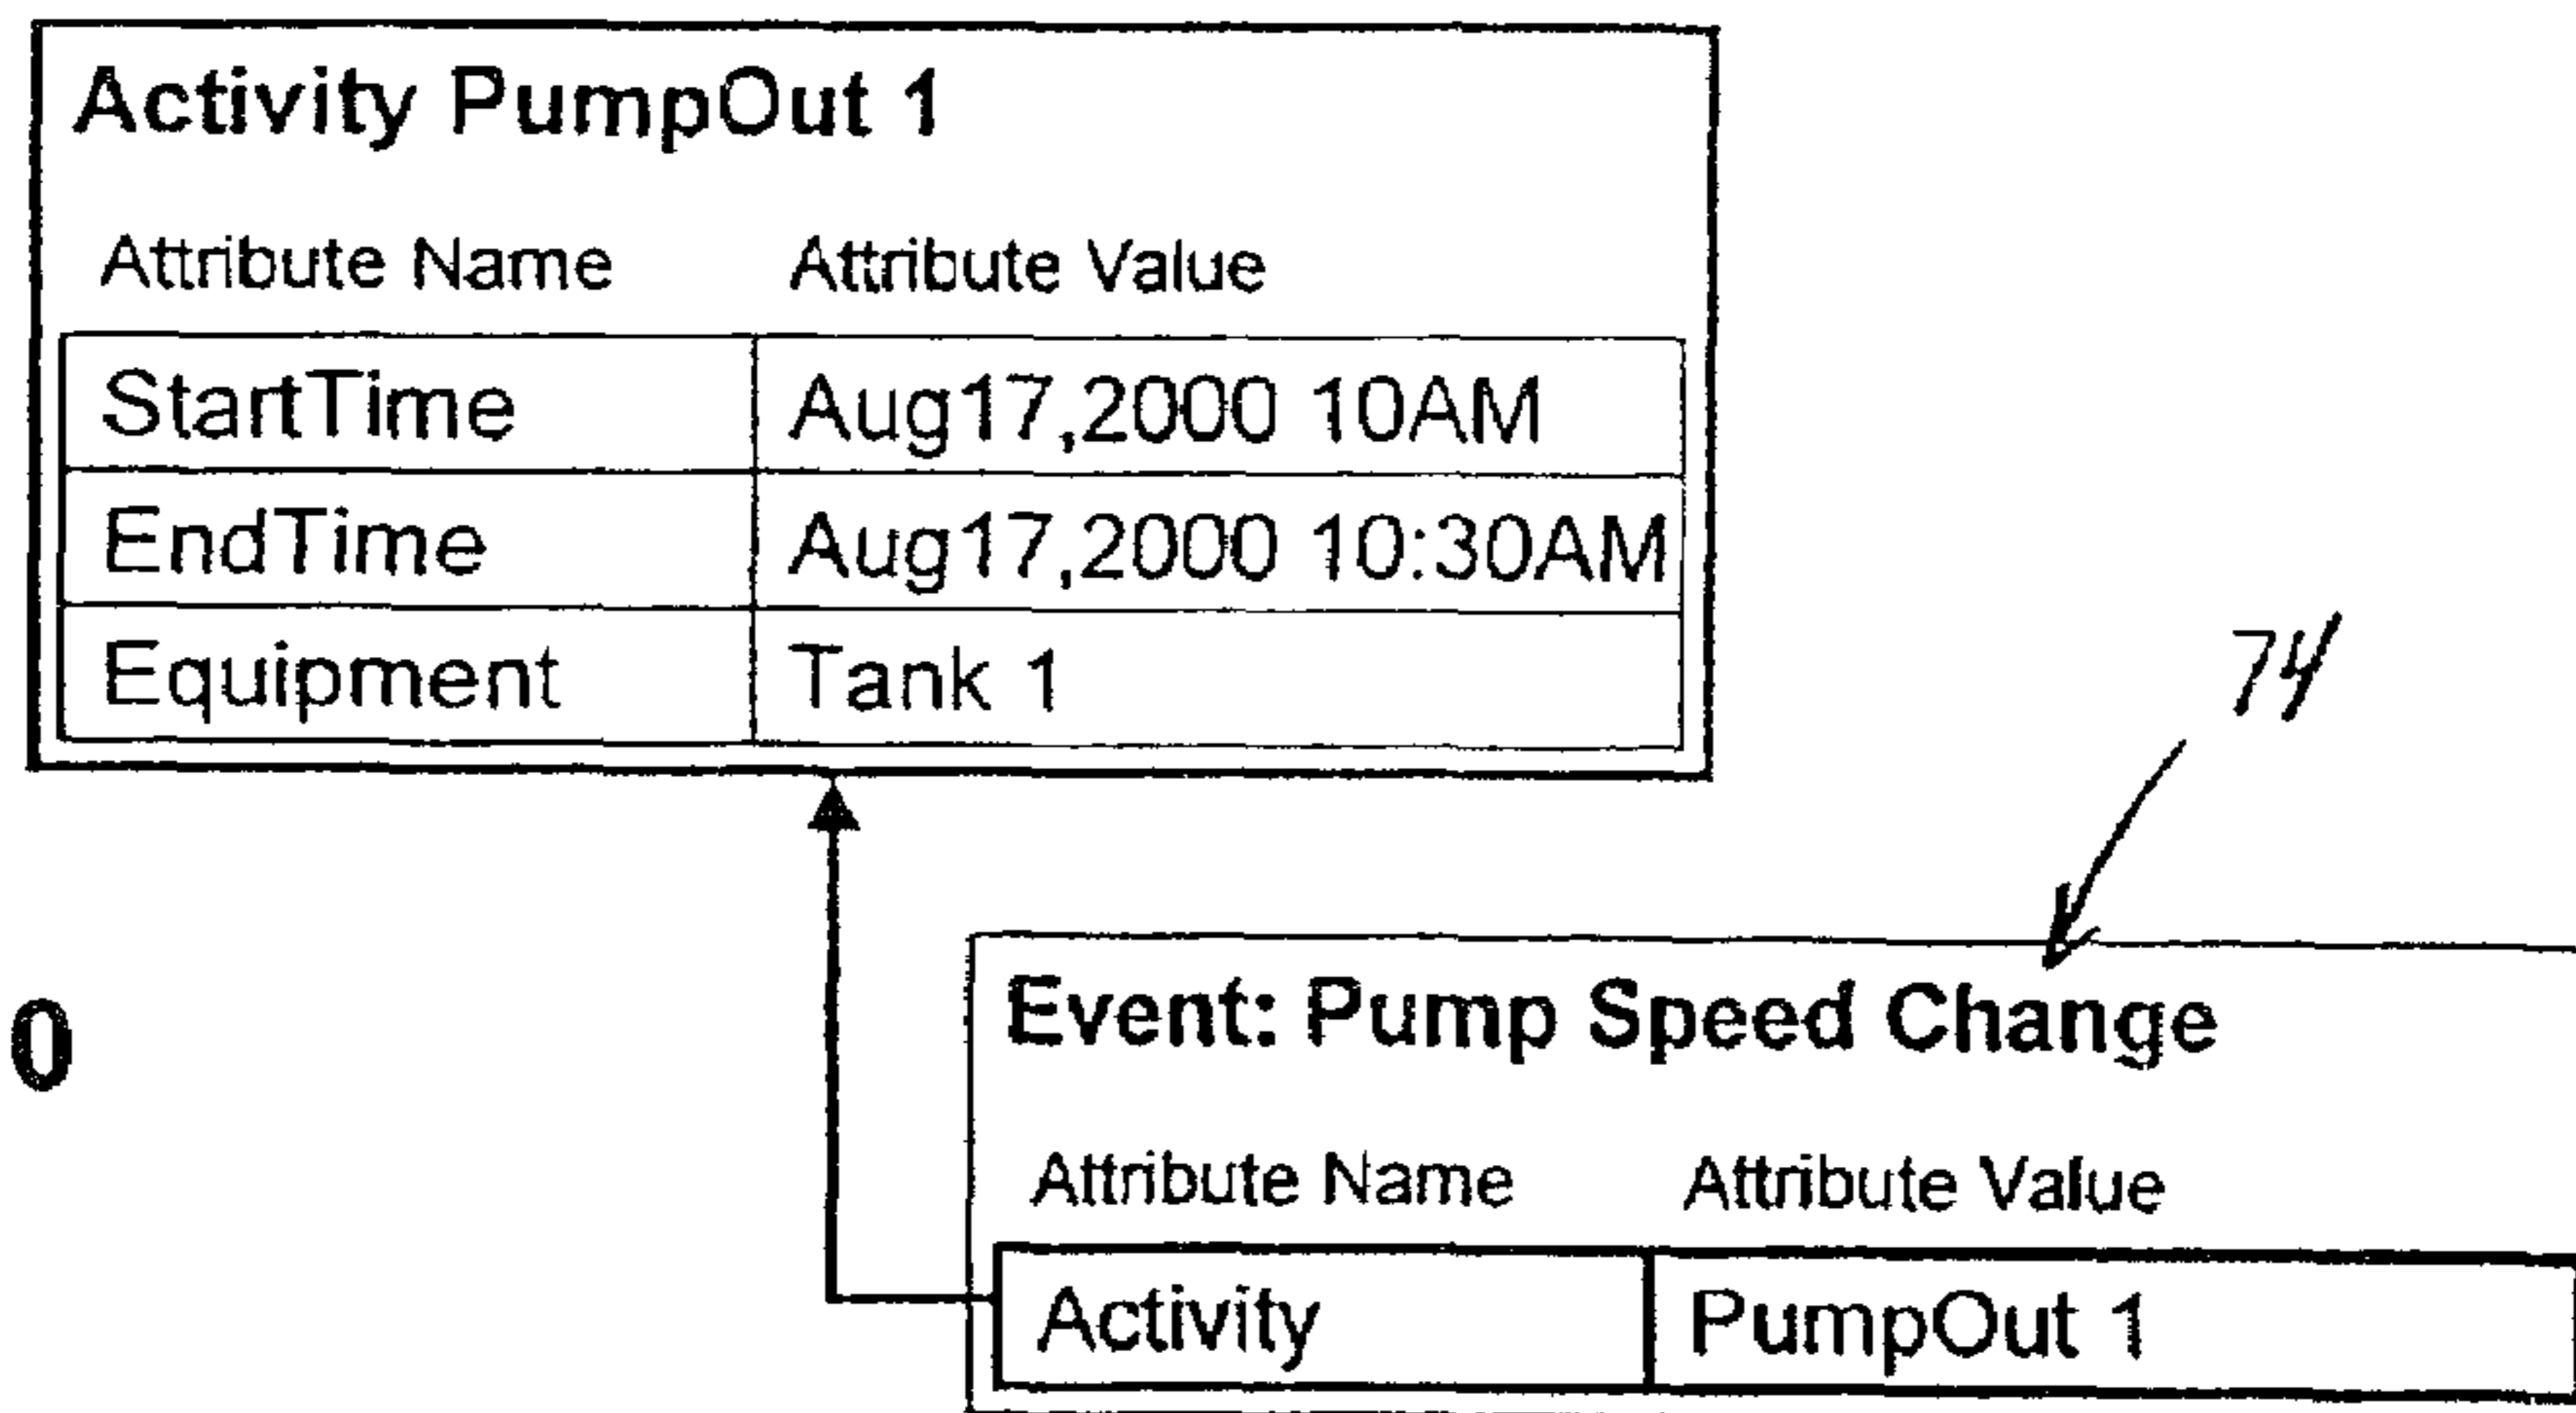 Activity PumpOut 1
Attribute Name Attribute Value
StartTime Aug17,2000 10AM
EndTime Aug17,2000 10:30AM
Equipment Tank 1
74
0
Event: Pump Speed Change
Attribute Name Attribute Value
Activity PumpOut 1